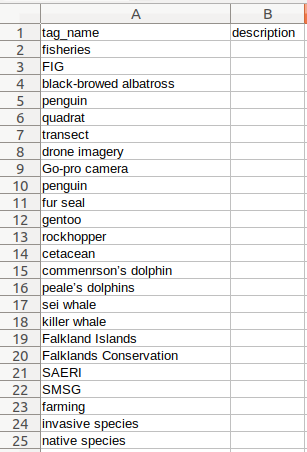 A B
1 tag_name description
2 fisheries
3 FIG
4 black-browed albatross
5 penguin
6 quadrat
7 transect
8 drone imagery
9 Go-pro camera
10 penguin
11 fur seal
12 gentoo
13 rockhopper
14 cetacean
15 commenrson's dolphin
16 peale's dolphins
17 sei whale
18 killer whale
19 Falkland Islands
20 Falklands Conservation
21 SAERI
22 SMSG
23 farming
24 invasive species
25 native species